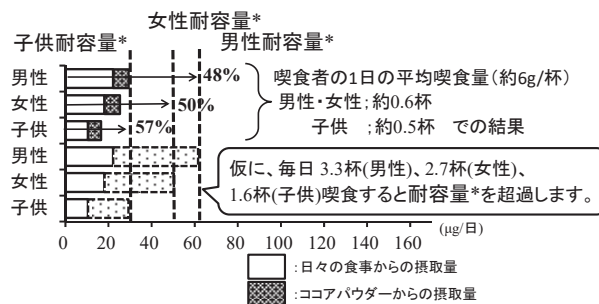 女性耐容量*
子供耐容量* 男性耐容量*
男性 48%
女性 50%
子供 57%
喫食者の1日の平均喫食量(約6g/杯)
男性・女性;約0.6杯
子供 ;約0.5杯 での結果
男性
女性
子供
仮に、毎日 3.3杯(男性)、2.7杯(女性)、
1.6杯(子供)喫食すると耐容量*を超過します。
0 20 40 60 80 100 120 140 160
(μg/日)
:日々の食事からの摂取量
:ココアパウダーからの摂取量